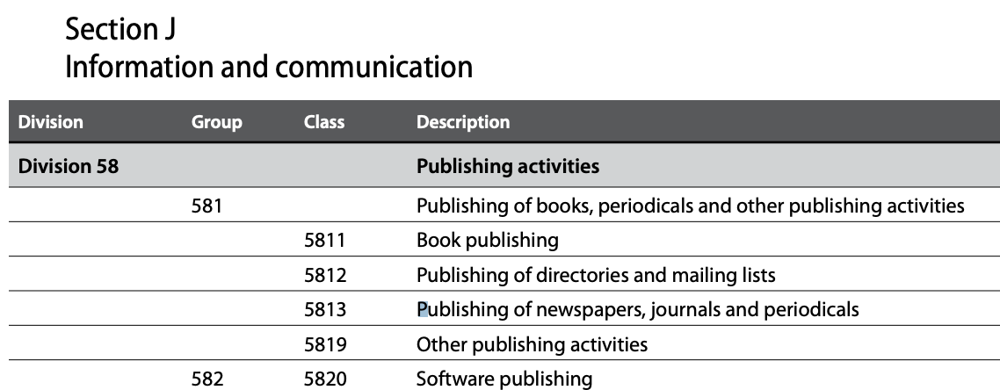 Section J
Information and communication
Division Group Class Description
Division 58 Publishing activities
581 Publishing of books, periodicals and other publishing activities
5811 Book publishing
5812 Publishing of directories and mailing lists
5813 Publishing of newspapers, journals and periodicals
5819 Other publishing activities
582 5820 Software publishing